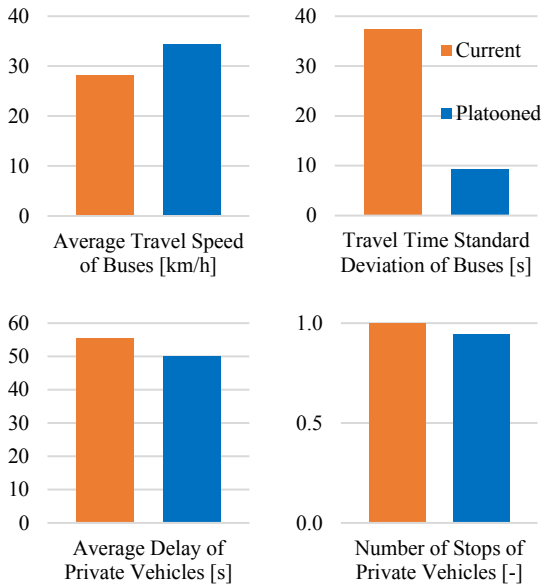 40
30
20
10
0
Average Travel Speed
of Buses [km/h]
40
30
20
10
0
Current
Platooned
Travel Time Standard
Deviation of Buses [s]
60
50
40
30
20
10
0
Average Delay of
Private Vehicles [s]
1.0
0.5
0.0
Number of Stops of
Private Vehicles [-]